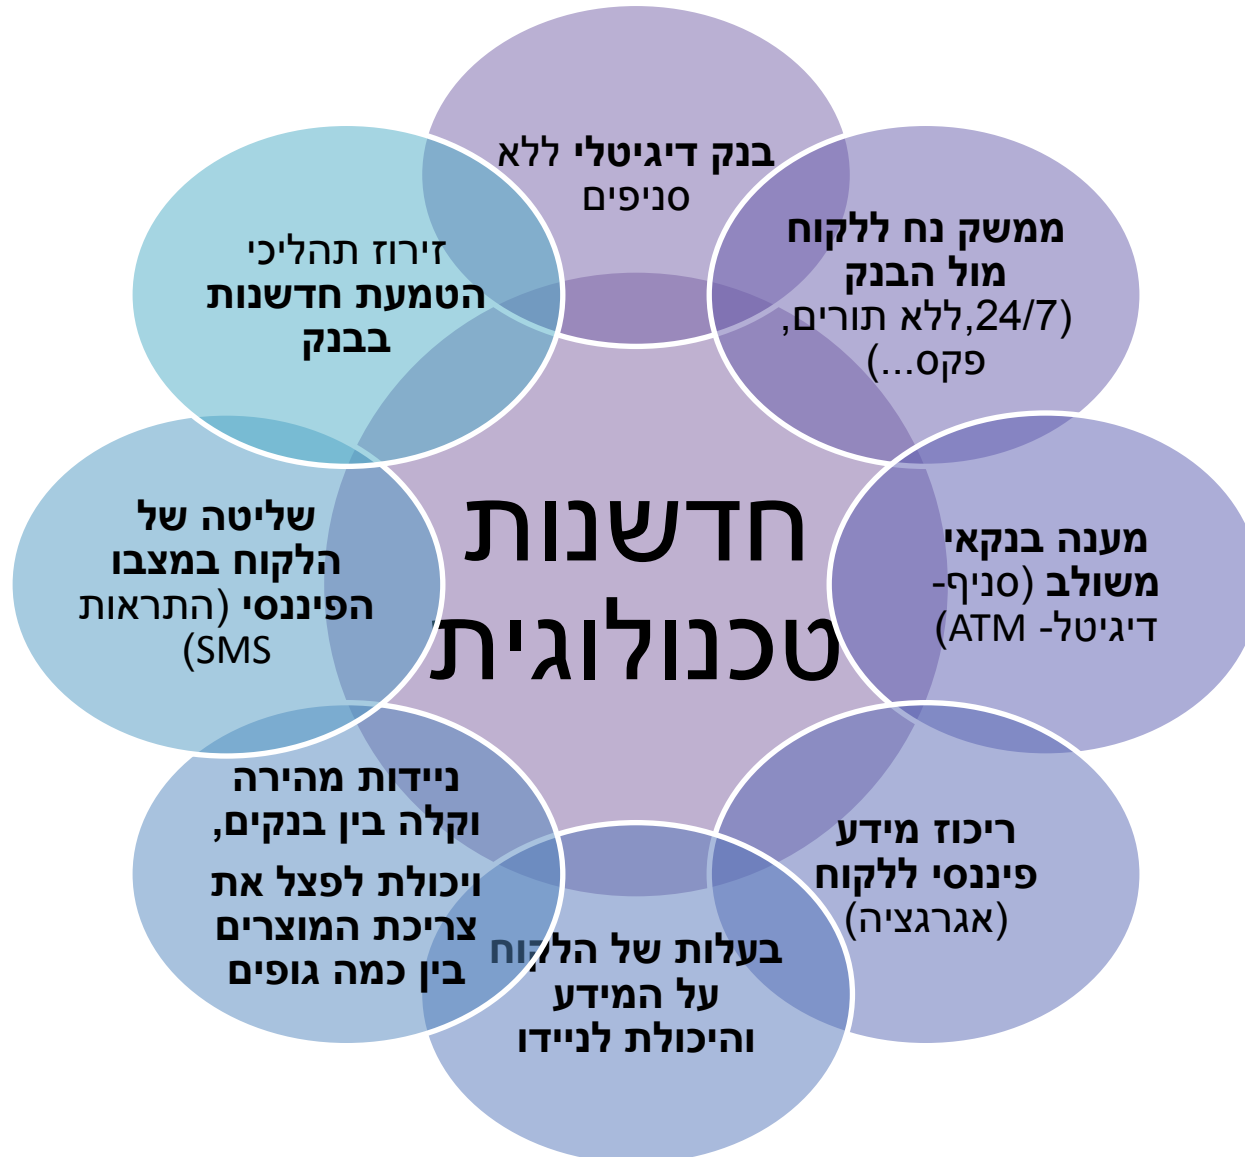 בנק דיגיטלי ללא
סניפים
ממשק נח ללקוח
מול הבנק
(24/7,ללא תורים,
פקס...)
מענה בנקאי
משולב (סניף-
דיגיטל- ATM)
ריכוז מידע
פיננסי ללקוח
(אגרגציה)
בעלות של הלקוח
על המידע
והיכולת לניידו
ניידות מהירה
וקלה בין בנקים,
ויכולת לפצל את
צריכת המוצרים
בין כמה גופים
שליטה של
הלקוח במצבו
הפיננסי (התראות
SMS)
זירוז תהליכי
הטמעת חדשנות
בבנק
חדשנות
טכנולוגית